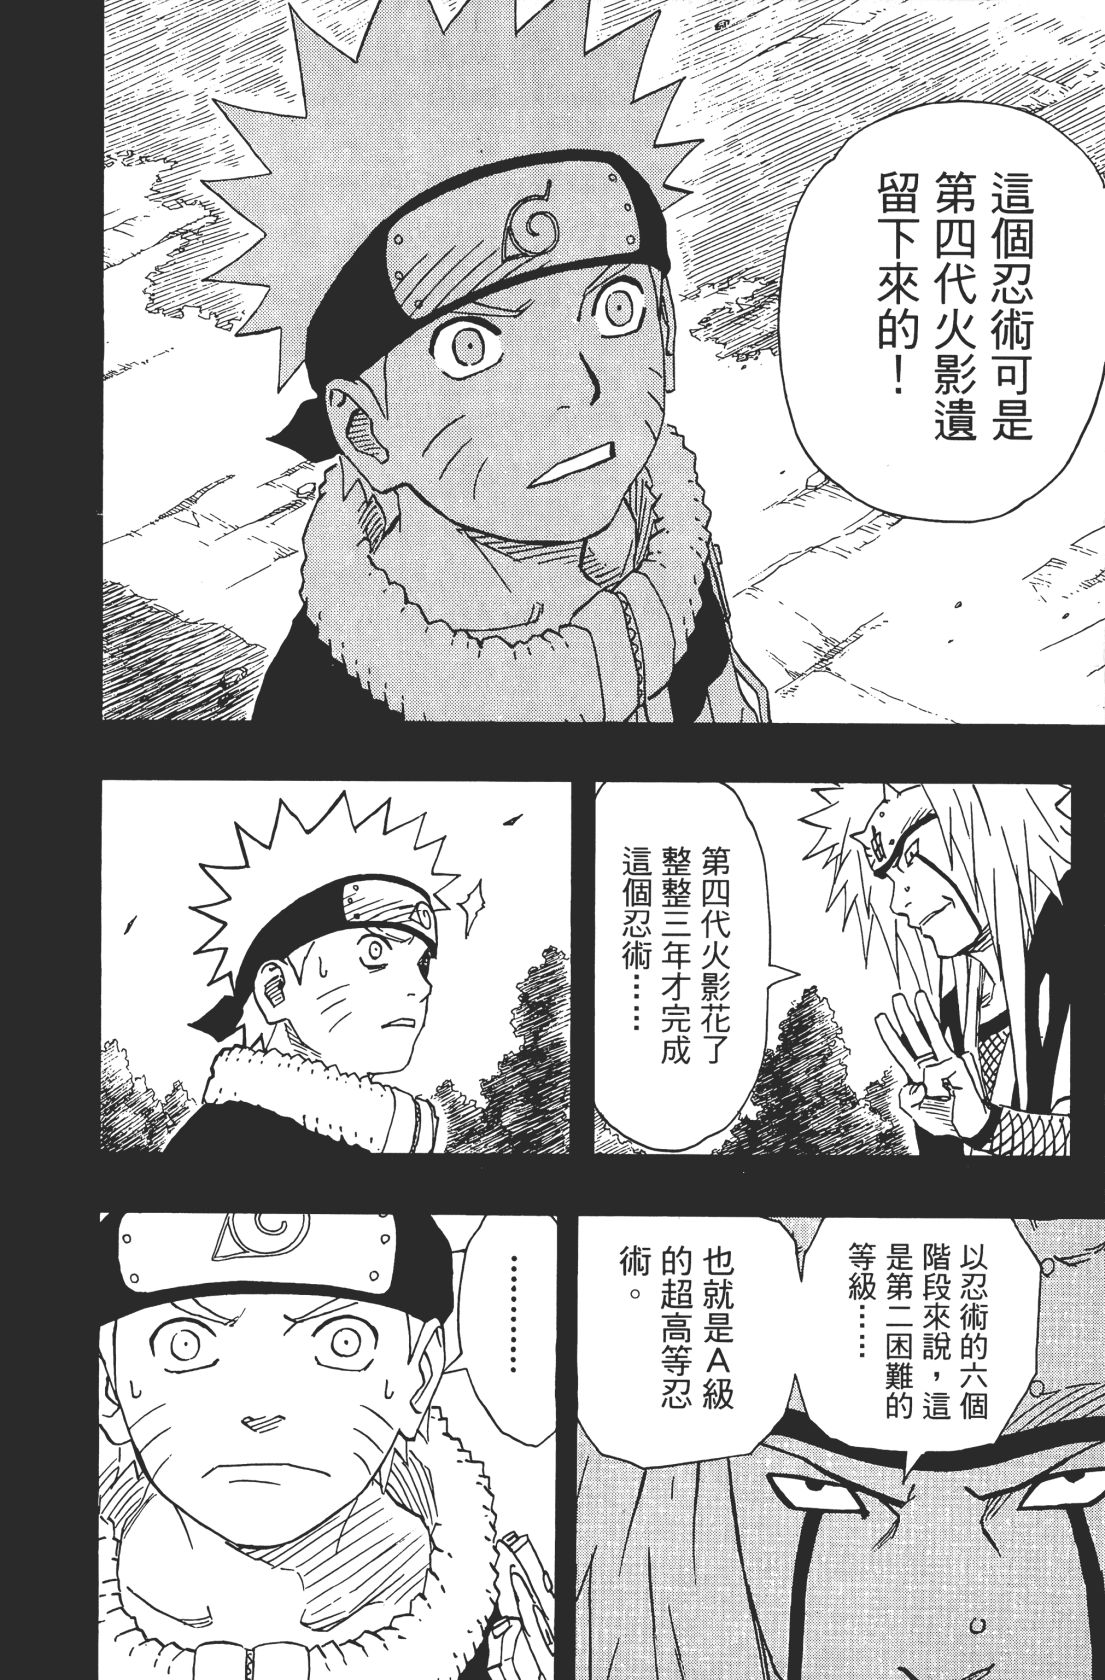 這個忍術可是
第四代火影遺
留下來的！
第四代火影花了
整整三年才完成
這個忍術……
以忍術的六個
階段來說，這
是第二困難的
等級……
也就是Ａ級
的超高等忍
術。
…………